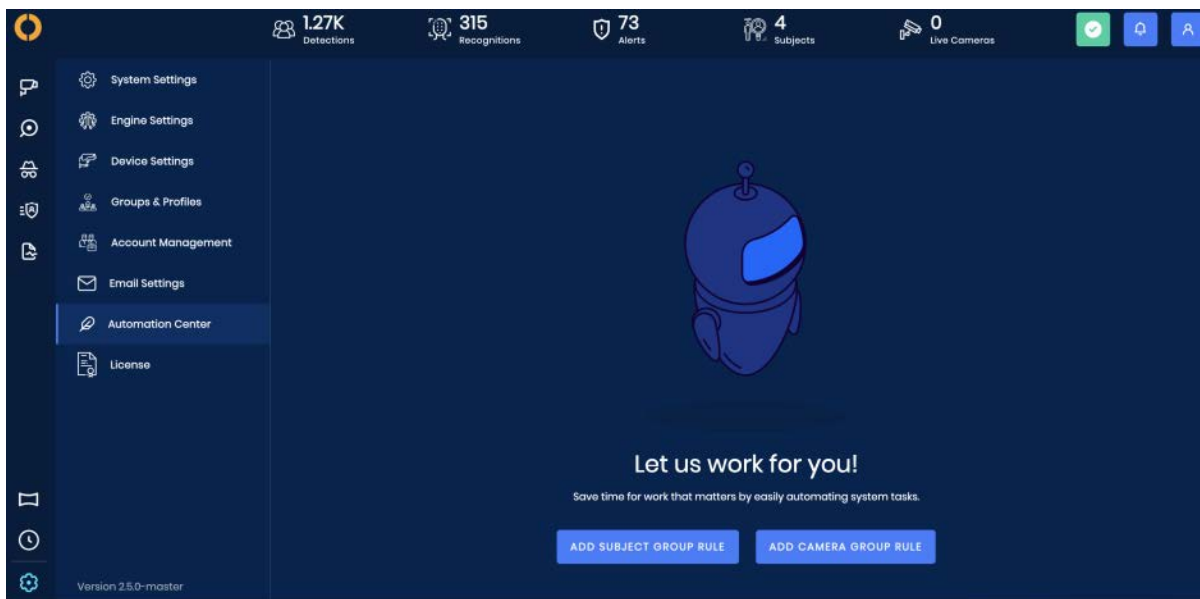 1.27K
Detections
315
Recognitions
73
Alerts
4
Subjects
0
Live Cameras
System Settings
Engine Settings
Device Settings
Groups & Profiles
Account Management
Email Settings
Automation Center
License
Let us work for you!
Save time for work that matters by easily automating system tasks.
ADD SUBJECT GROUP RULE
ADD CAMERA GROUP RULE
Version 2.5.0-master